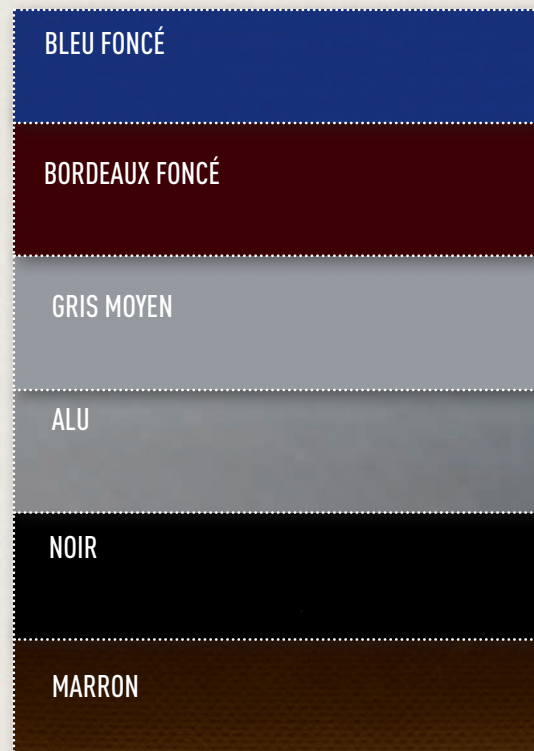 BLEU FONCÉ
BORDEAUX FONCÉ
GRIS MOYEN
ALU
NOIR
MARRON